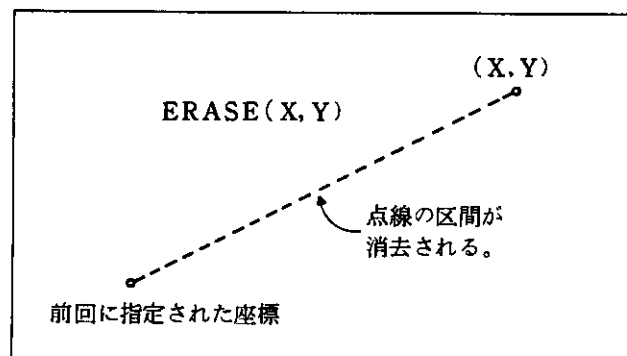 (X, Y)
ERASE(X, Y)
点線の区間が
消去される。
前回に指定された座標